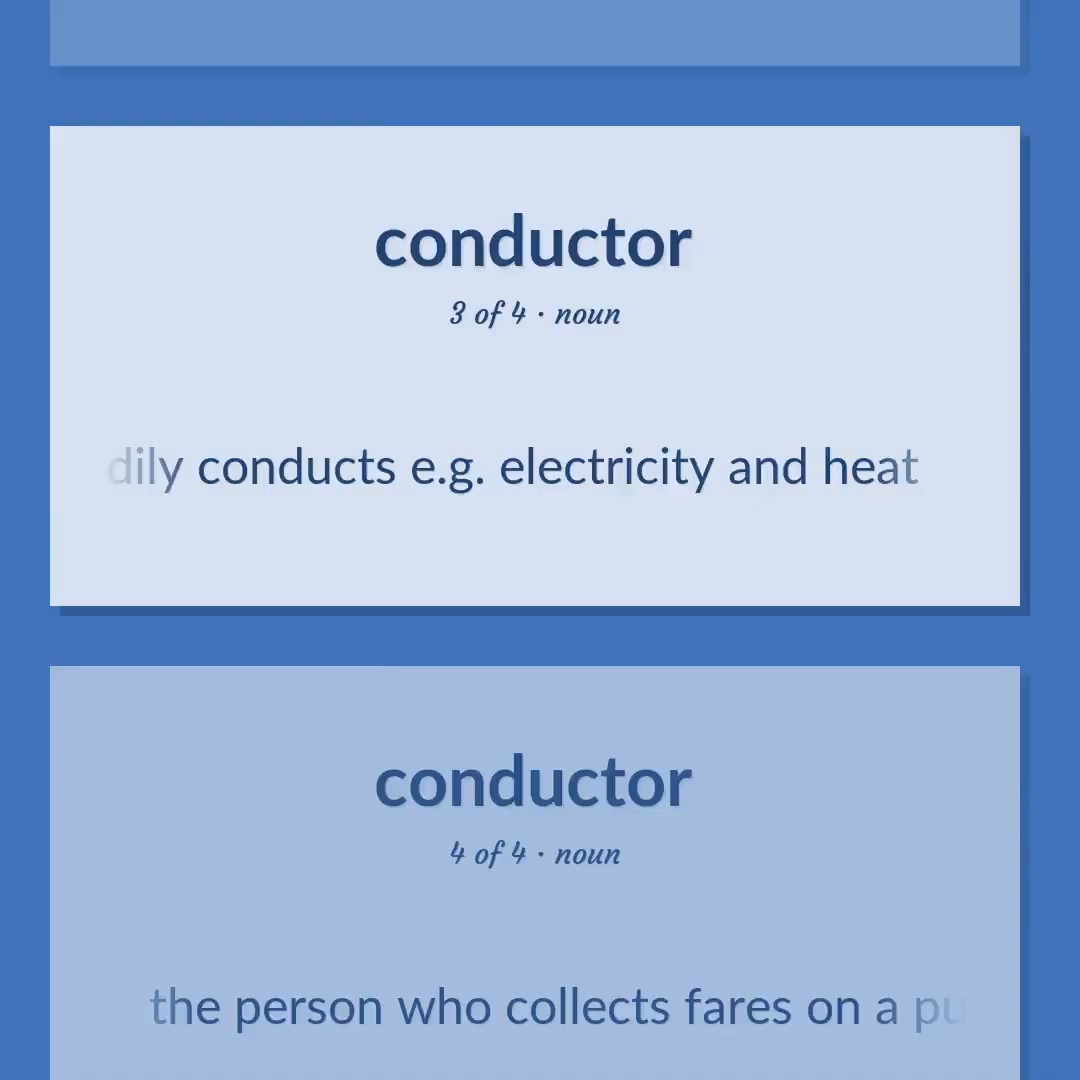 conductor
3 of 4 · noun
dily conducts e.g. electricity and heat
conductor
4 of 4 · noun
the person who collects fares on a pu